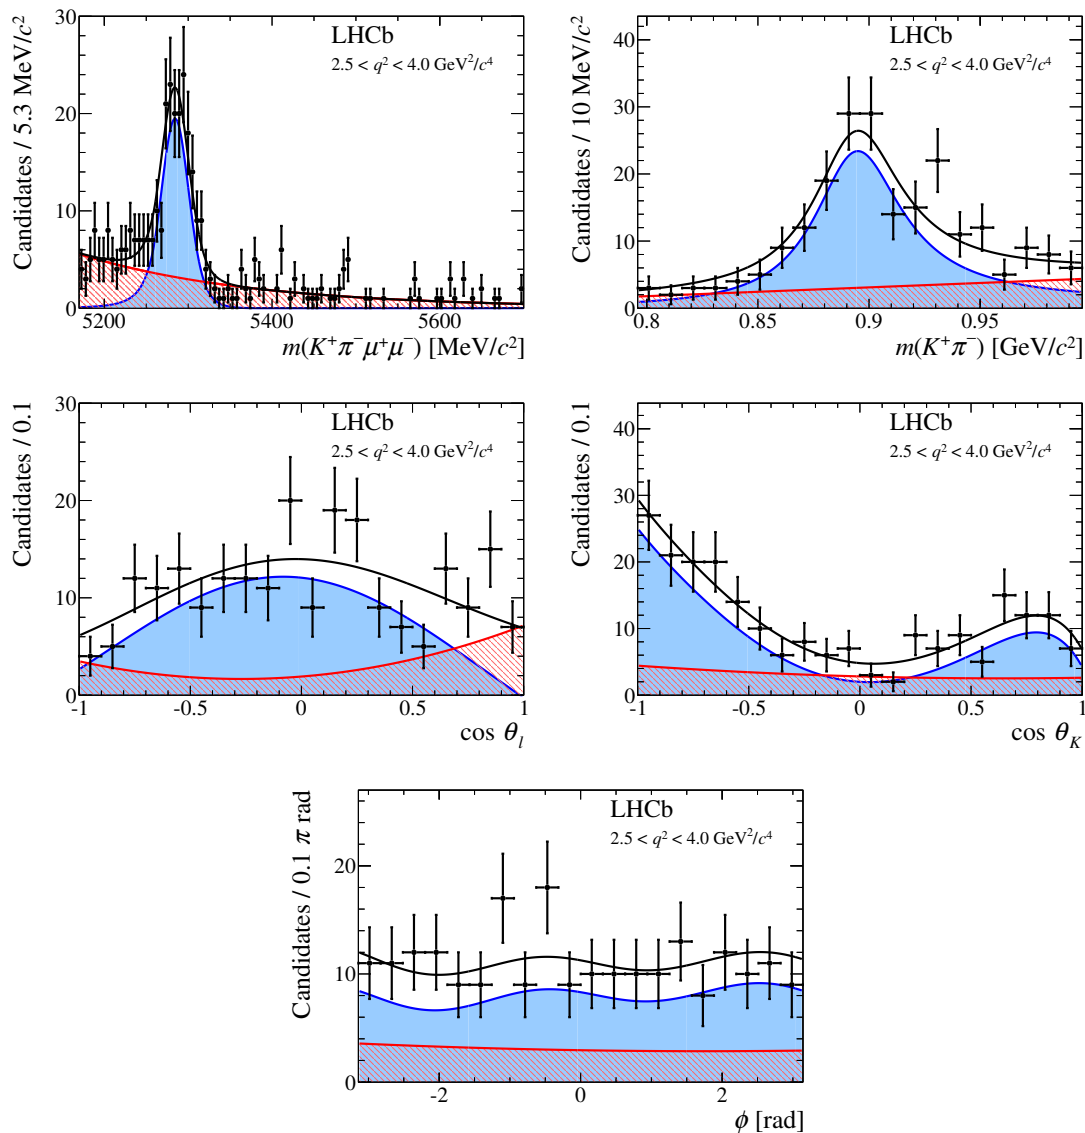 LHCb
2.5 < q² < 4.0 GeV²/c⁴
Candidates / 5.3 MeV/c²
30
20
10
0
5200 5400 5600
m(K⁺π⁻μ⁺μ⁻) [MeV/c²]
LHCb
2.5 < q² < 4.0 GeV²/c⁴
Candidates / 10 MeV/c²
40
30
20
10
0
0.8 0.85 0.9 0.95
m(K⁺π⁻) [GeV/c²]
LHCb
2.5 < q² < 4.0 GeV²/c⁴
Candidates / 0.1
30
20
10
0
-1 -0.5 0 0.5 1
cos θₗ
LHCb
2.5 < q² < 4.0 GeV²/c⁴
Candidates / 0.1
40
30
20
10
0
-1 -0.5 0 0.5 1
cos θ_K
LHCb
2.5 < q² < 4.0 GeV²/c⁴
Candidates / 0.1 π rad
20
10
0
-2 0 2
ϕ [rad]